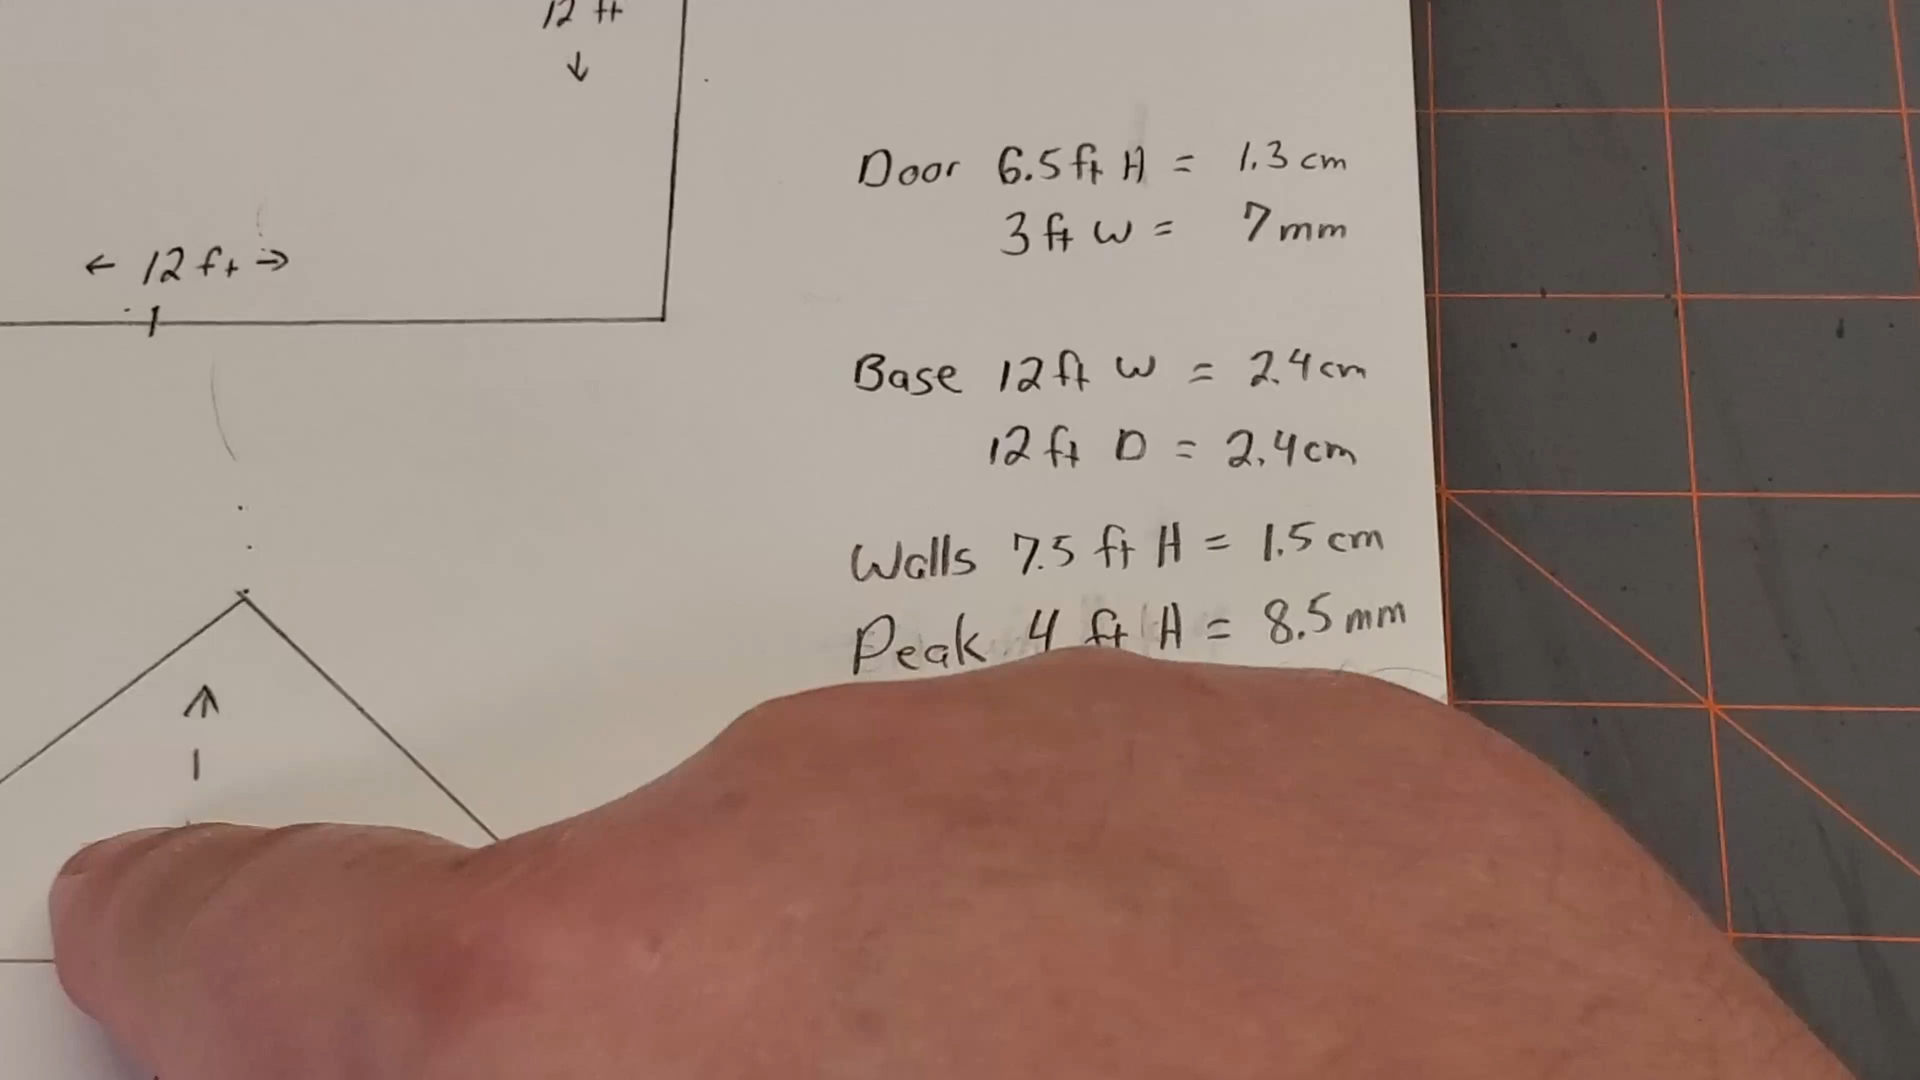 12 ft
↓
Door 6.5 ft H = 1.3 cm
3 ft W = 7 mm
← 12 ft →
Base 12 ft W = 2.4 cm
12 ft D = 2.4 cm
Walls 7.5 ft H = 1.5 cm
Peak 4 ft H = 8.5 mm
↑